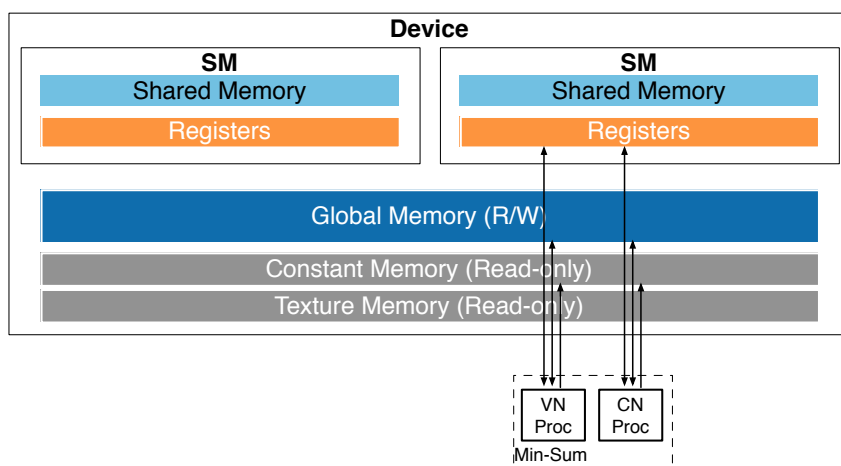 Device
SM
SM
Shared Memory
Shared Memory
Registers
Registers
Global Memory (R/W)
Constant Memory (Read-only)
Texture Memory (Read-only)
VN
Proc
CN
Proc
Min-Sum